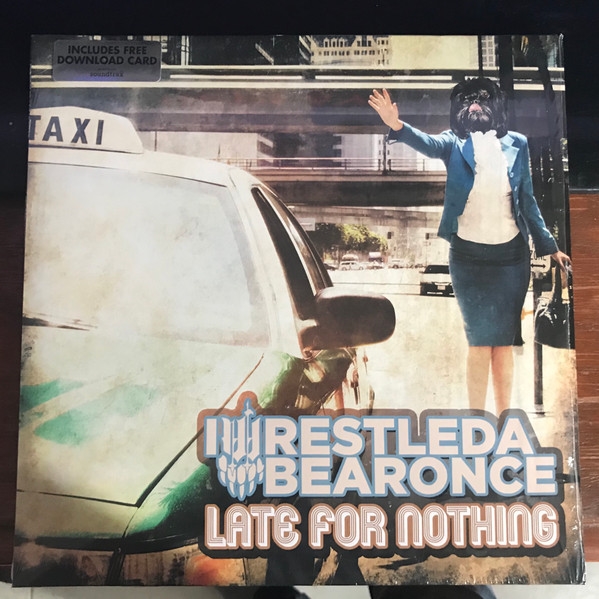 INCLUDES FREE
DOWNLOAD CARD
TAXI
IWRESTLEDA
BEARONCE
LATE FOR NOTHING